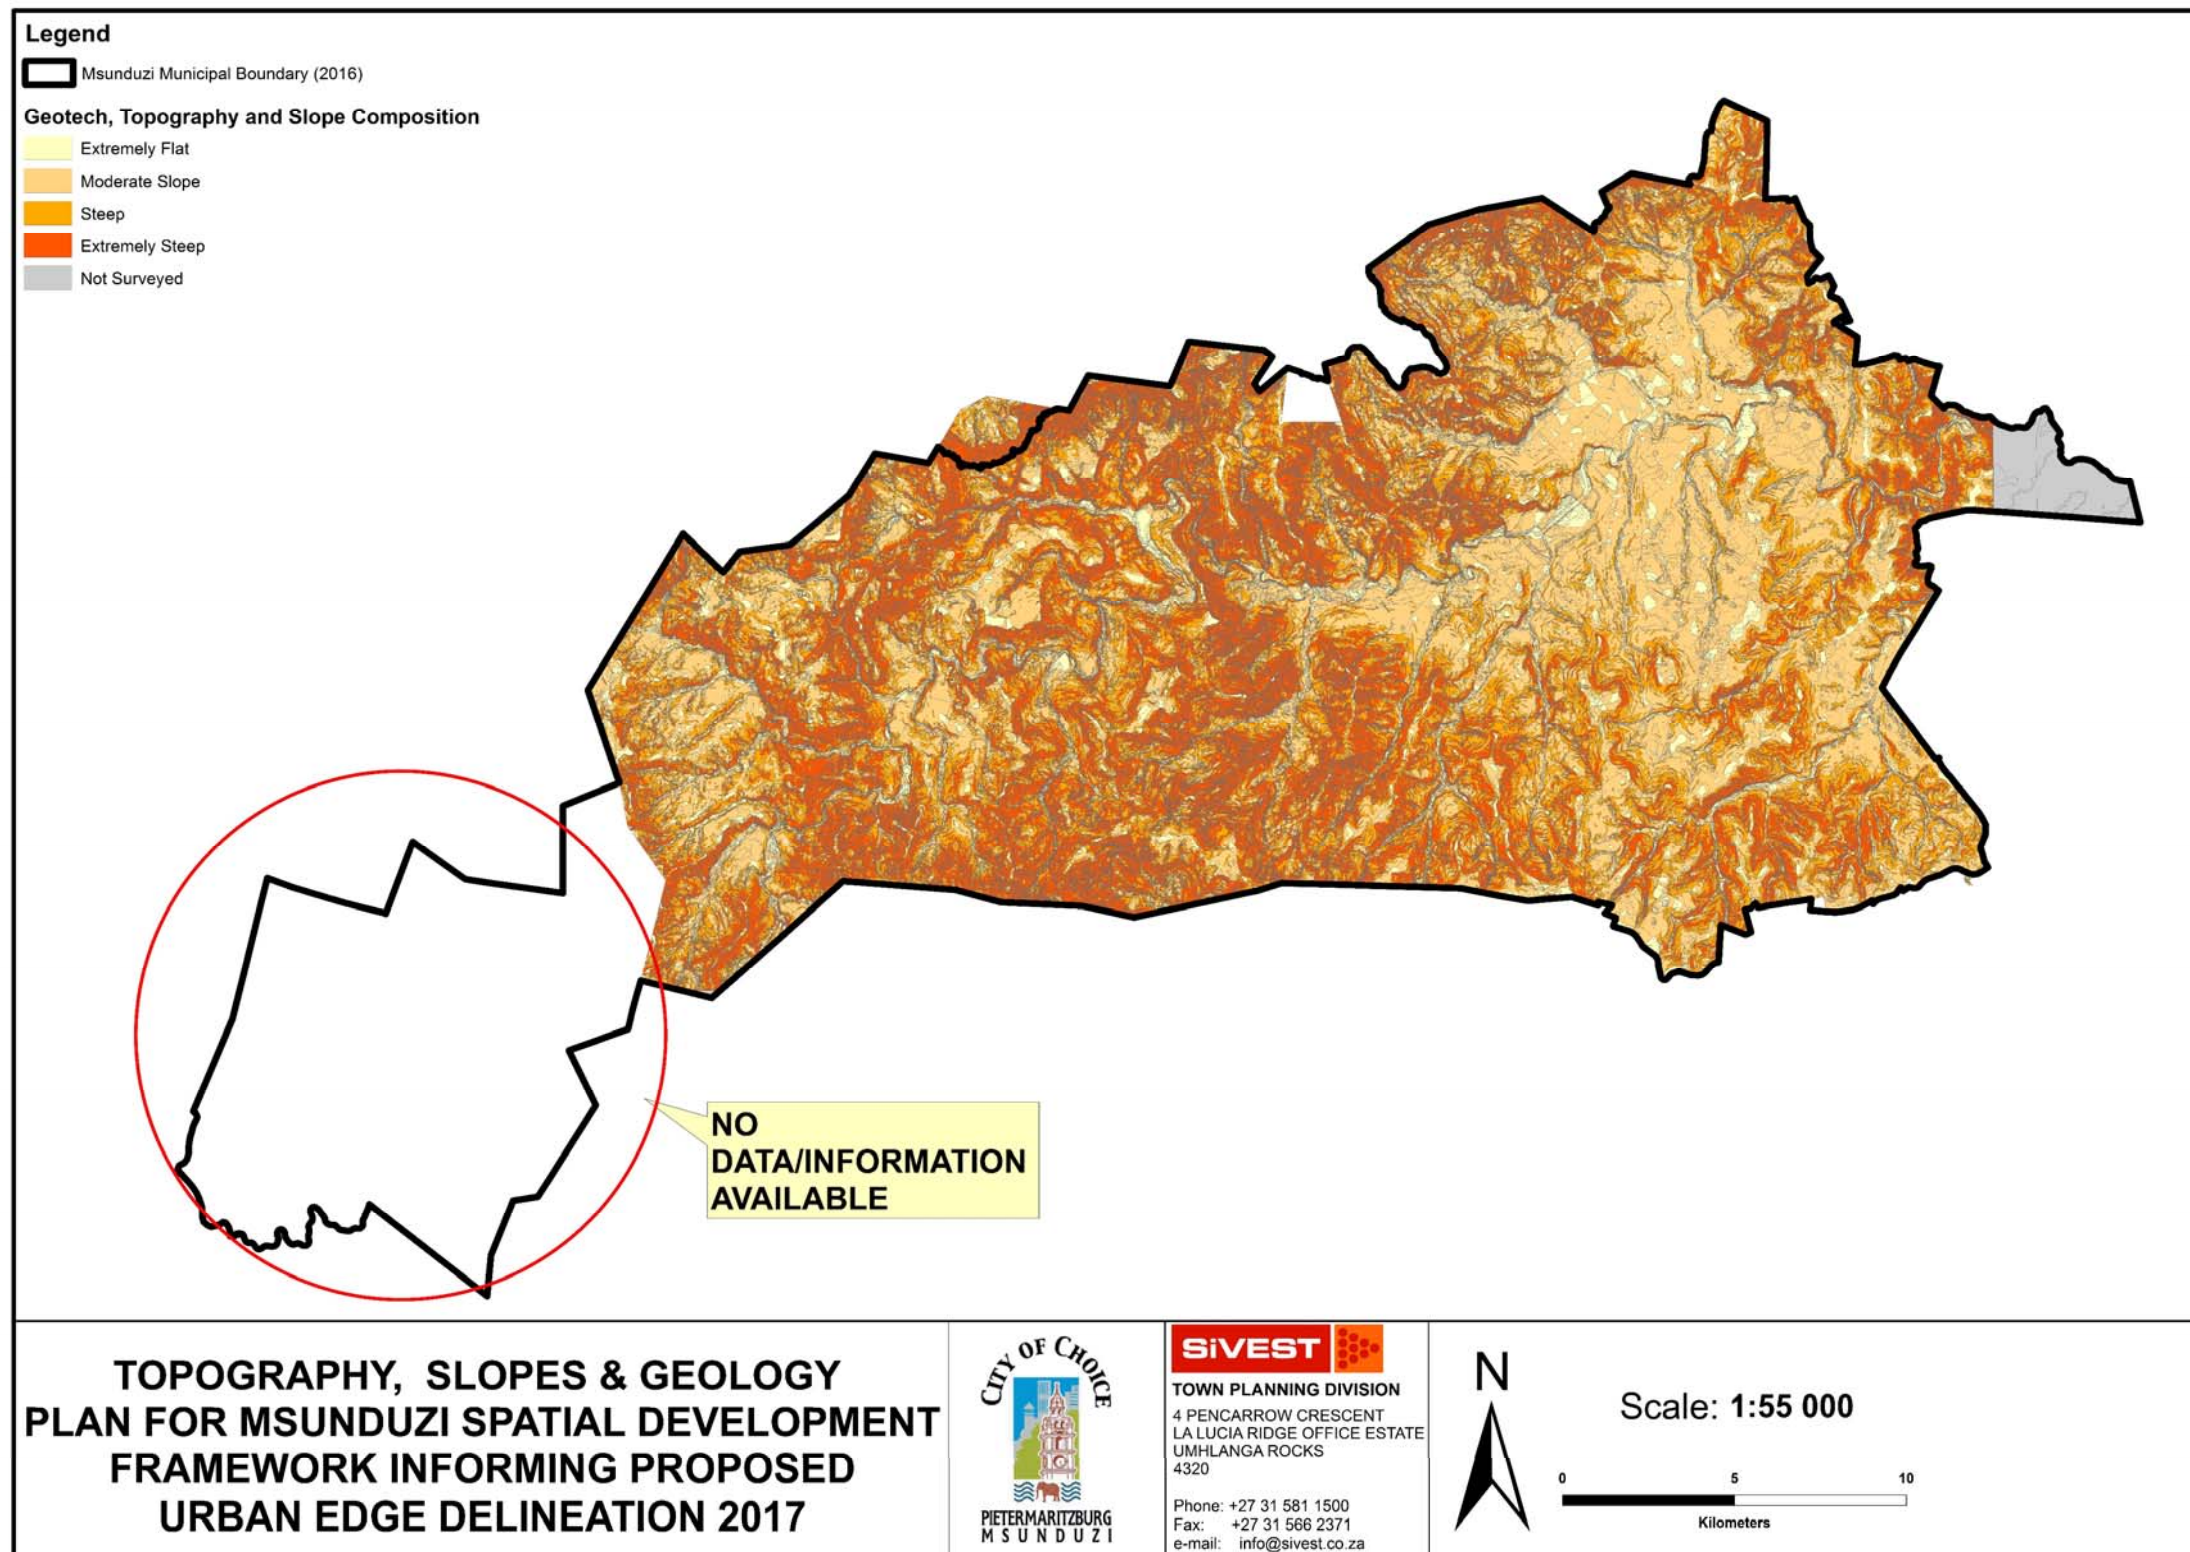 Legend
Msunduzi Municipal Boundary (2016)
Geotech, Topography and Slope Composition
Extremely Flat
Moderate Slope
Steep
Extremely Steep
Not Surveyed
NO
DATA/INFORMATION
AVAILABLE
TOPOGRAPHY, SLOPES & GEOLOGY
PLAN FOR MSUNDUZI SPATIAL DEVELOPMENT
FRAMEWORK INFORMING PROPOSED
URBAN EDGE DELINEATION 2017
CITY OF CHOICE
PIETERMARITZBURG
MSUNDUZI
SiVEST
TOWN PLANNING DIVISION
4 PENCARROW CRESCENT
LA LUCIA RIDGE OFFICE ESTATE
UMHLANGA ROCKS
4320
Phone: +27 31 581 1500
Fax: +27 31 566 2371
e-mail: info@sivest.co.za
N
Scale: 1:55 000
0 5 10
Kilometers